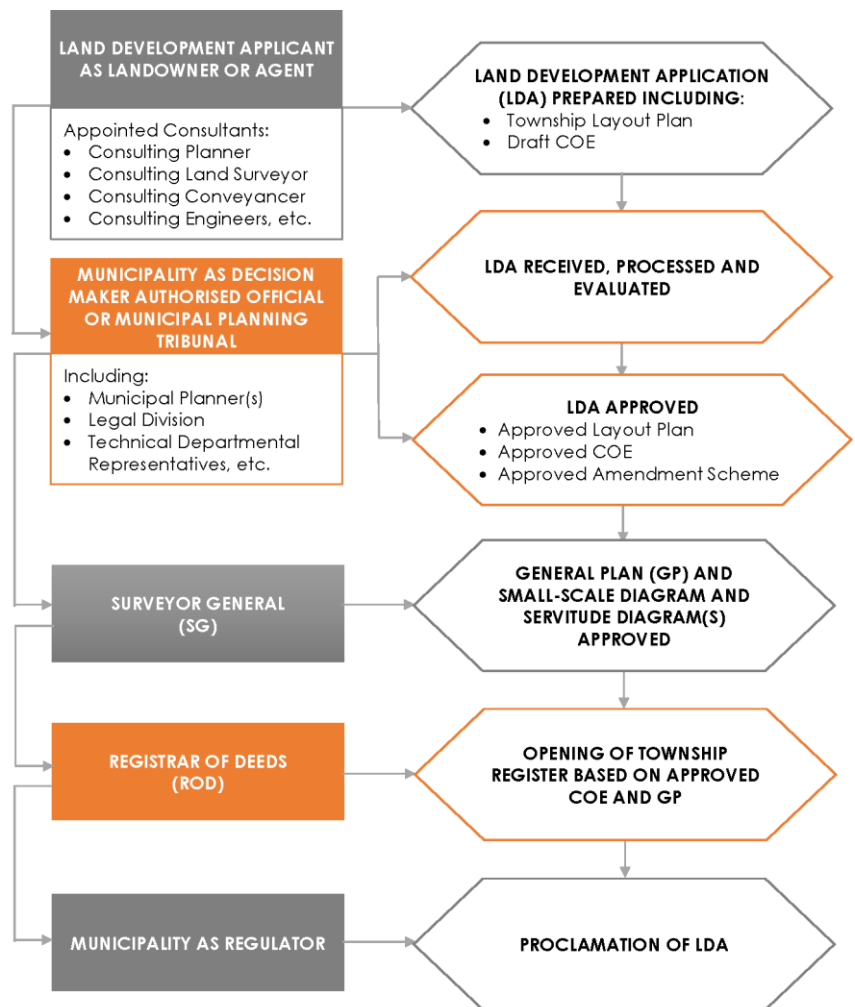 LAND DEVELOPMENT APPLICANT
AS LANDOWNER OR AGENT
Appointed Consultants:
• Consulting Planner
• Consulting Land Surveyor
• Consulting Conveyancer
• Consulting Engineers, etc.
LAND DEVELOPMENT APPLICATION
(LDA) PREPARED INCLUDING:
• Township Layout Plan
• Draft COE
MUNICIPALITY AS DECISION
MAKER AUTHORISED OFFICIAL
OR MUNICIPAL PLANNING
TRIBUNAL
Including:
• Municipal Planner(s)
• Legal Division
• Technical Departmental
Representatives, etc.
LDA RECEIVED, PROCESSED AND
EVALUATED
LDA APPROVED
• Approved Layout Plan
• Approved COE
• Approved Amendment Scheme
SURVEYOR GENERAL
(SG)
GENERAL PLAN (GP) AND
SMALL-SCALE DIAGRAM AND
SERVITUDE DIAGRAM(S)
APPROVED
REGISTRAR OF DEEDS
(ROD)
OPENING OF TOWNSHIP
REGISTER BASED ON APPROVED
COE AND GP
MUNICIPALITY AS REGULATOR
PROCLAMATION OF LDA